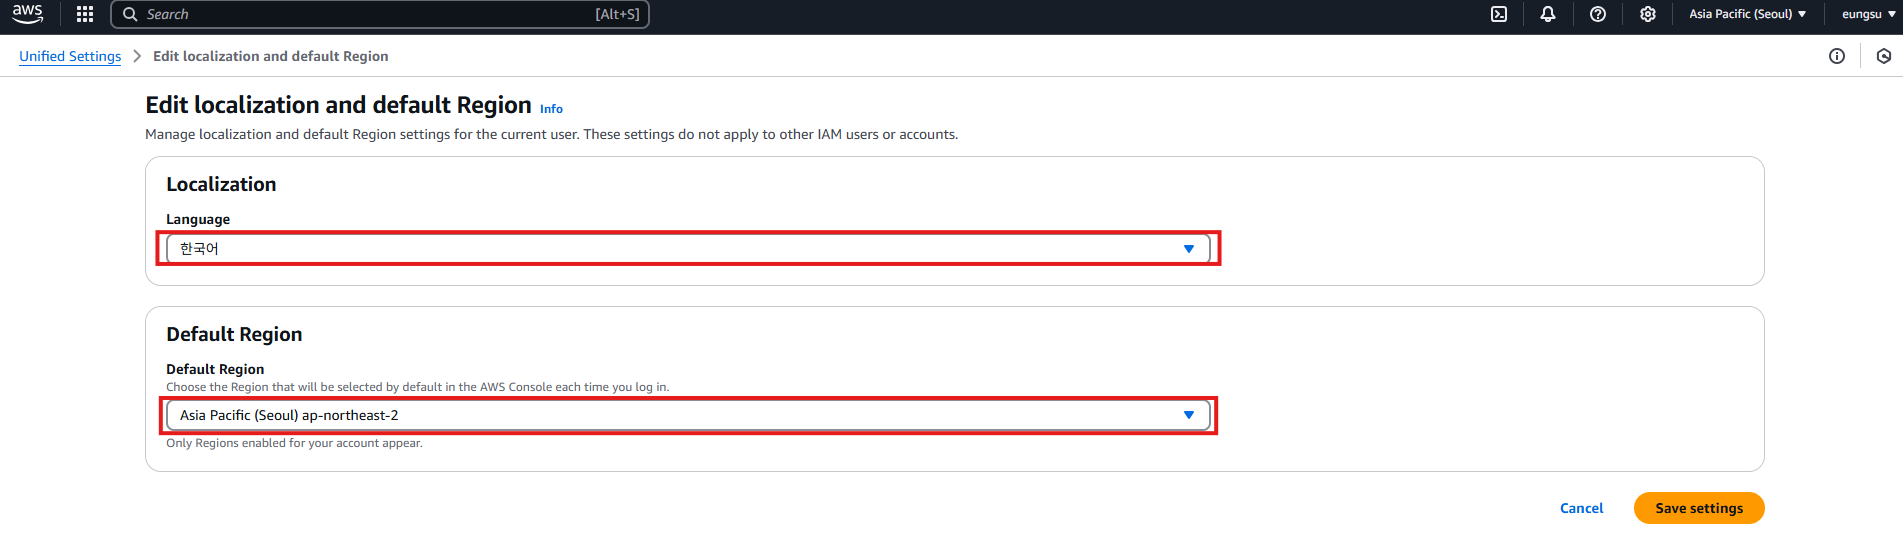 aws Search [Alt+S] Asia Pacific (Seoul) eungsu
Unified Settings > Edit localization and default Region
Edit localization and default Region Info
Manage localization and default Region settings for the current user. These settings do not apply to other IAM users or accounts.
Localization
Language
한국어
Default Region
Default Region
Choose the Region that will be selected by default in the AWS Console each time you log in.
Asia Pacific (Seoul) ap-northeast-2
Only Regions enabled for your account appear.
Cancel Save settings